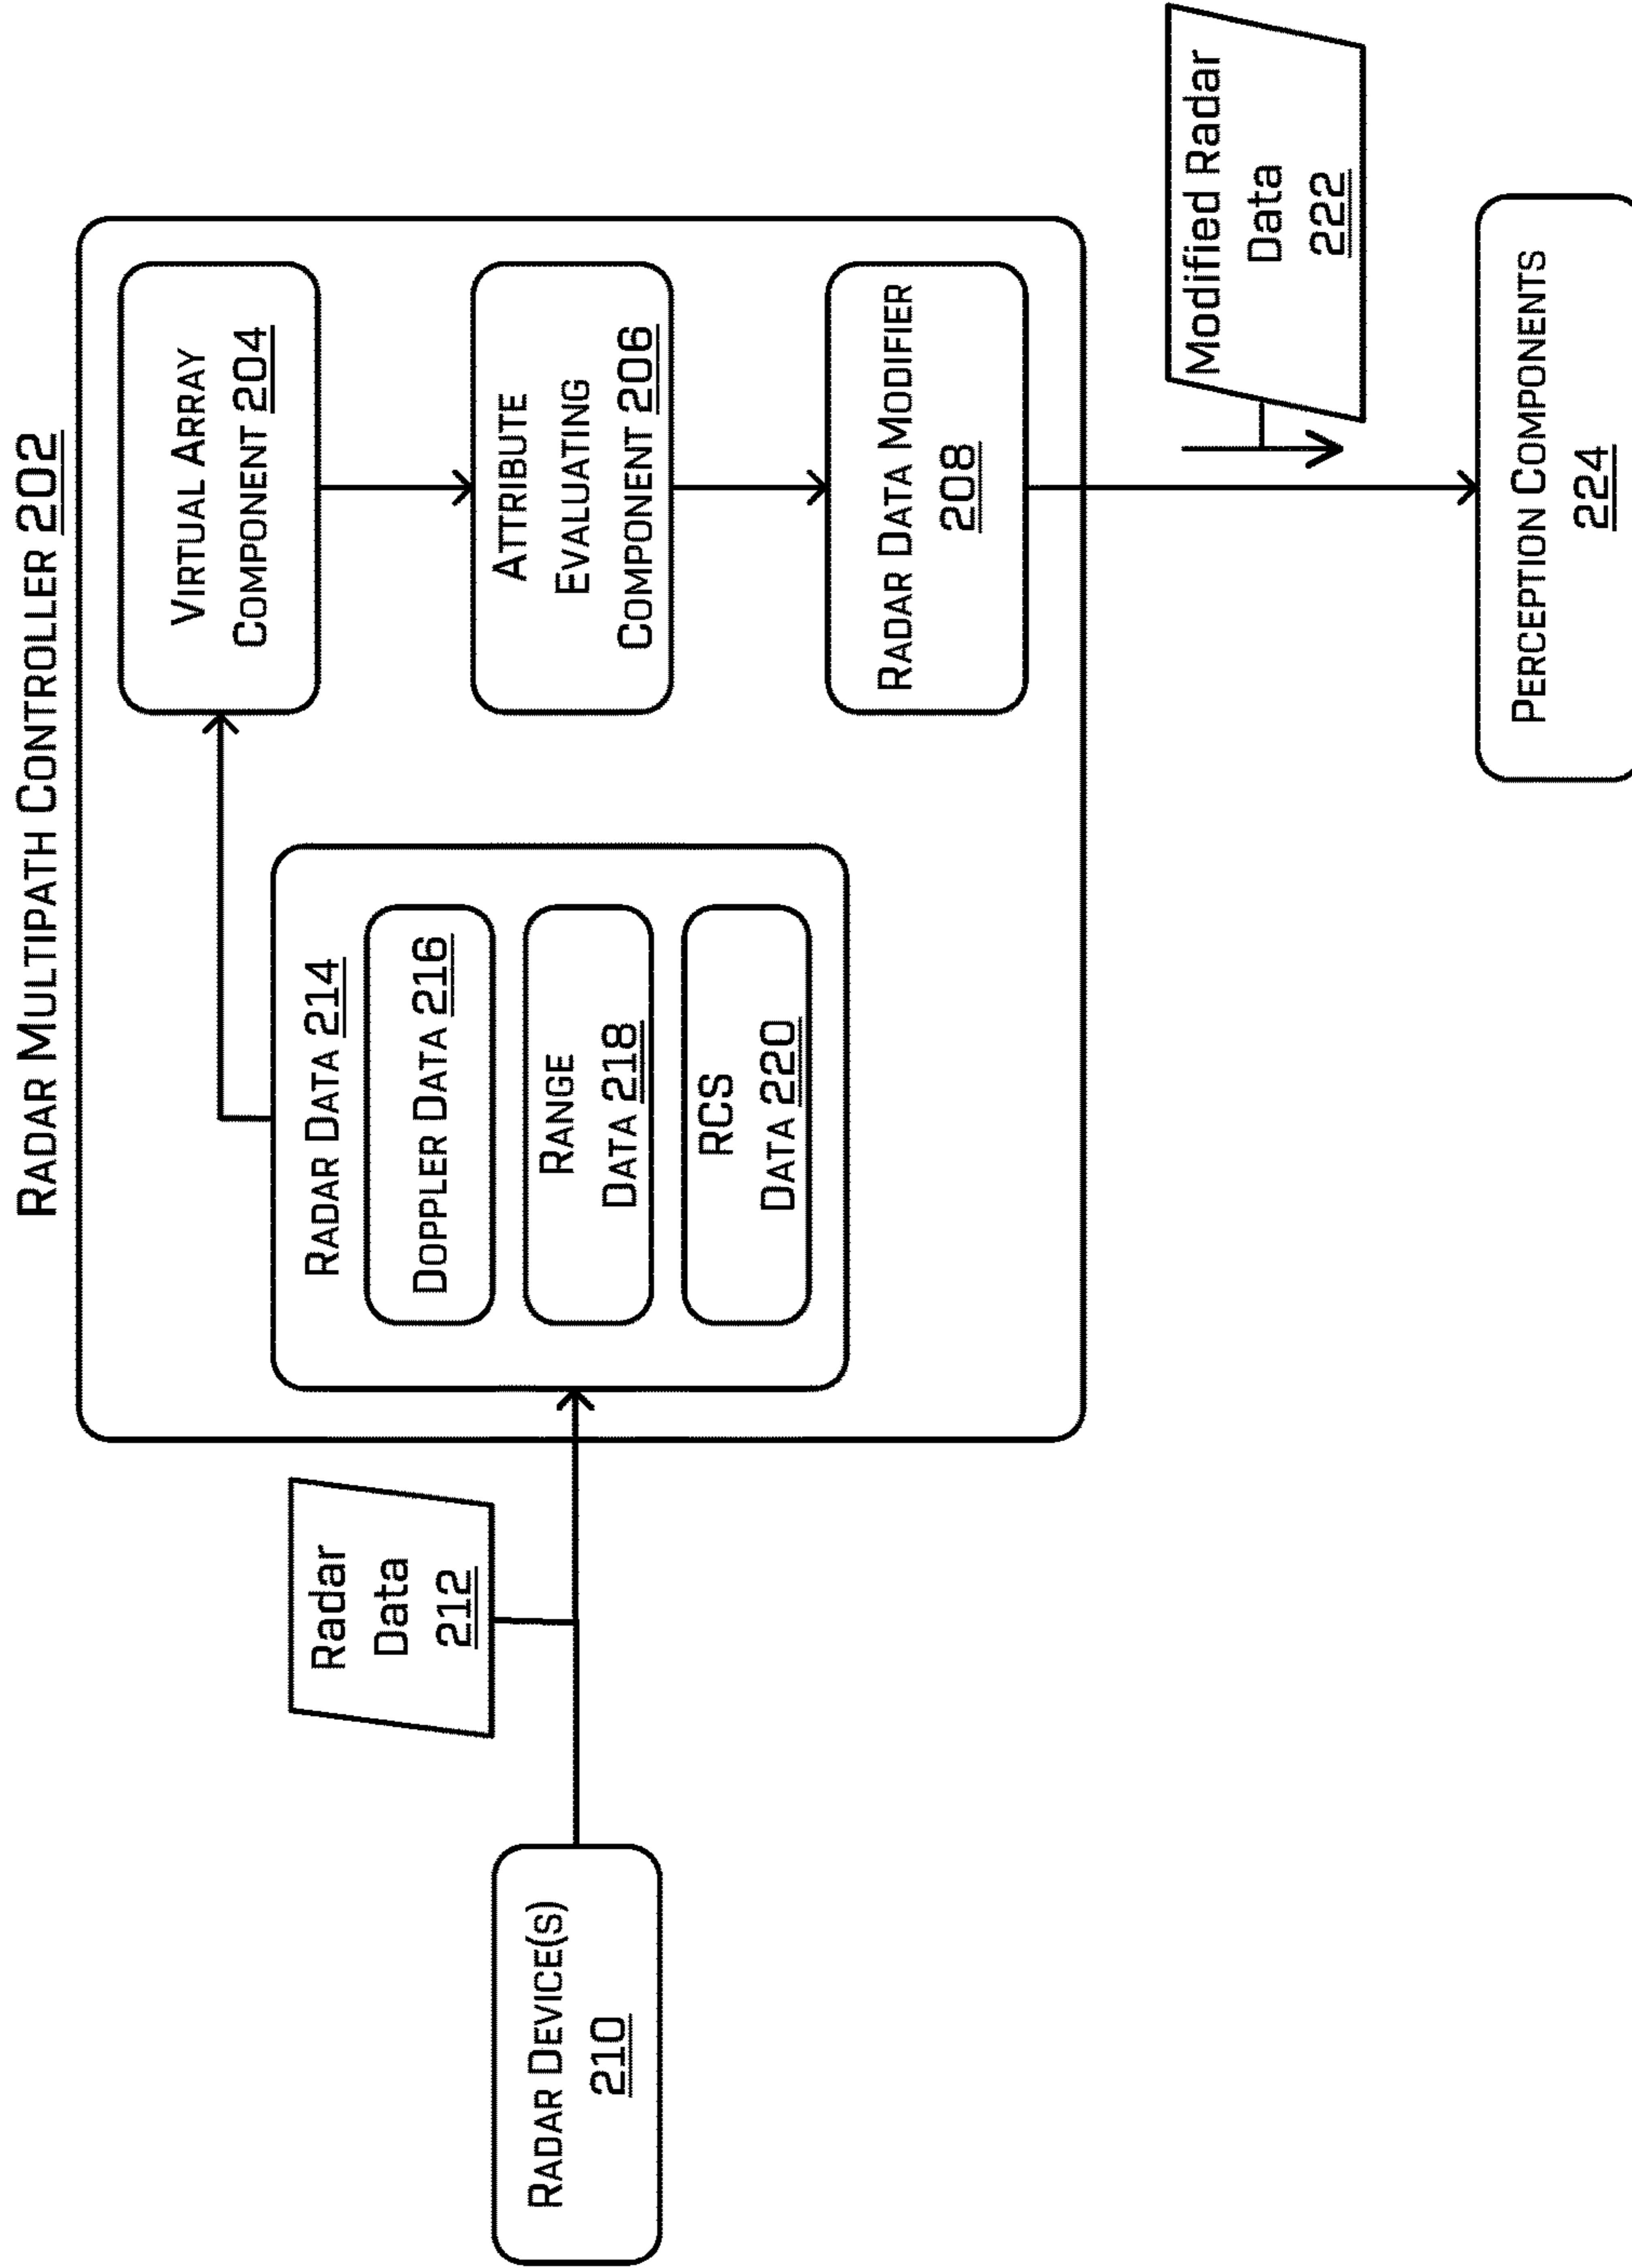 RADAR MULTIPATH CONTROLLER 202
RADAR DEVICE(S)
210
Radar
Data
212
RADAR DATA 214
DOPPLER DATA 216
RANGE
DATA 218
RCS
DATA 220
VIRTUAL ARRAY
COMPONENT 204
ATTRIBUTE
EVALUATING
COMPONENT 206
RADAR DATA MODIFIER
208
Modified Radar
Data
222
PERCEPTION COMPONENTS
224